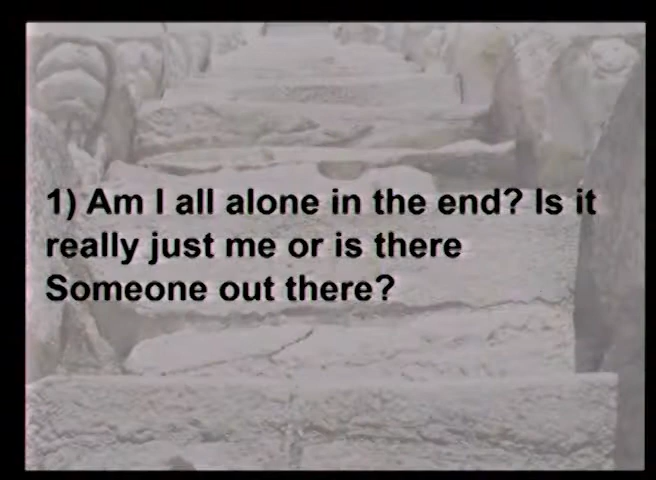 1) Am I all alone in the end? Is it
really just me or is there
Someone out there?